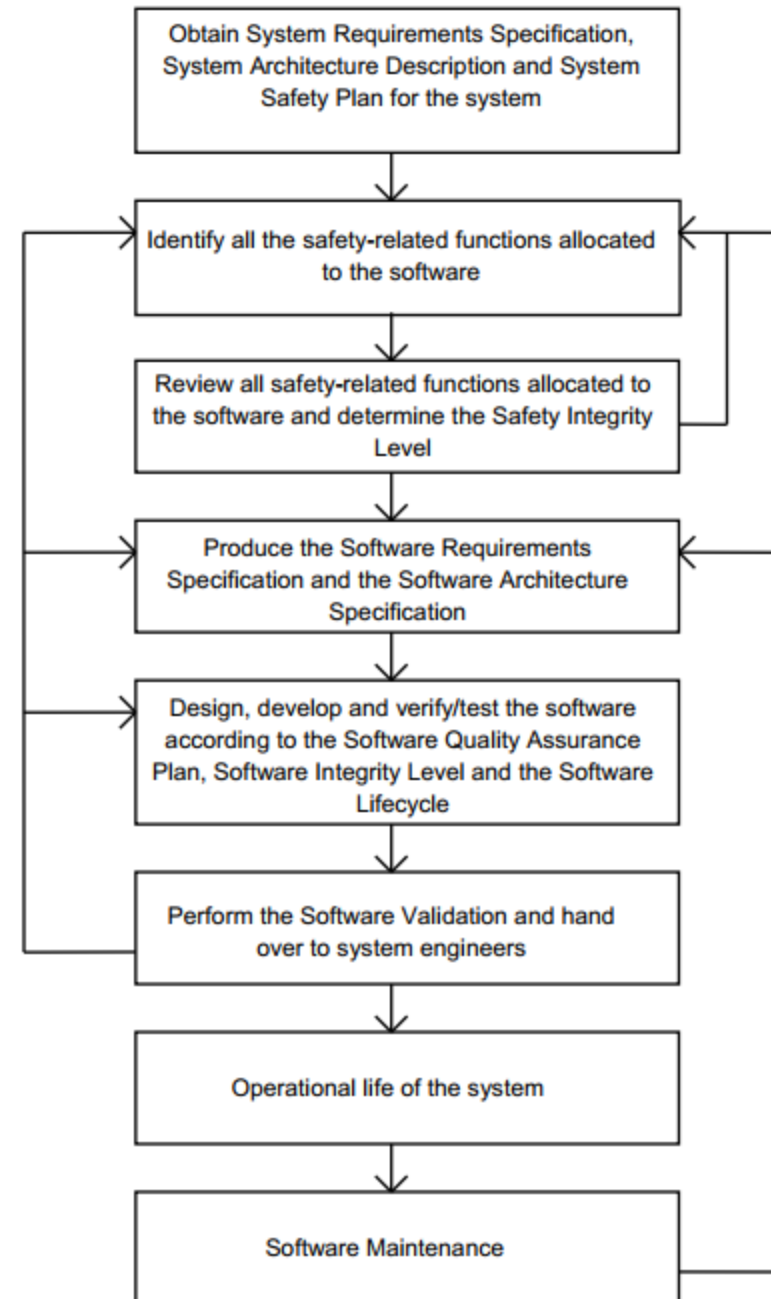 Obtain System Requirements Specification,
System Architecture Description and System
Safety Plan for the system
Identify all the safety-related functions allocated
to the software
Review all safety-related functions allocated to
the software and determine the Safety Integrity
Level
Produce the Software Requirements
Specification and the Software Architecture
Specification
Design, develop and verify/test the software
according to the Software Quality Assurance
Plan, Software Integrity Level and the Software
Lifecycle
Perform the Software Validation and hand
over to system engineers
Operational life of the system
Software Maintenance